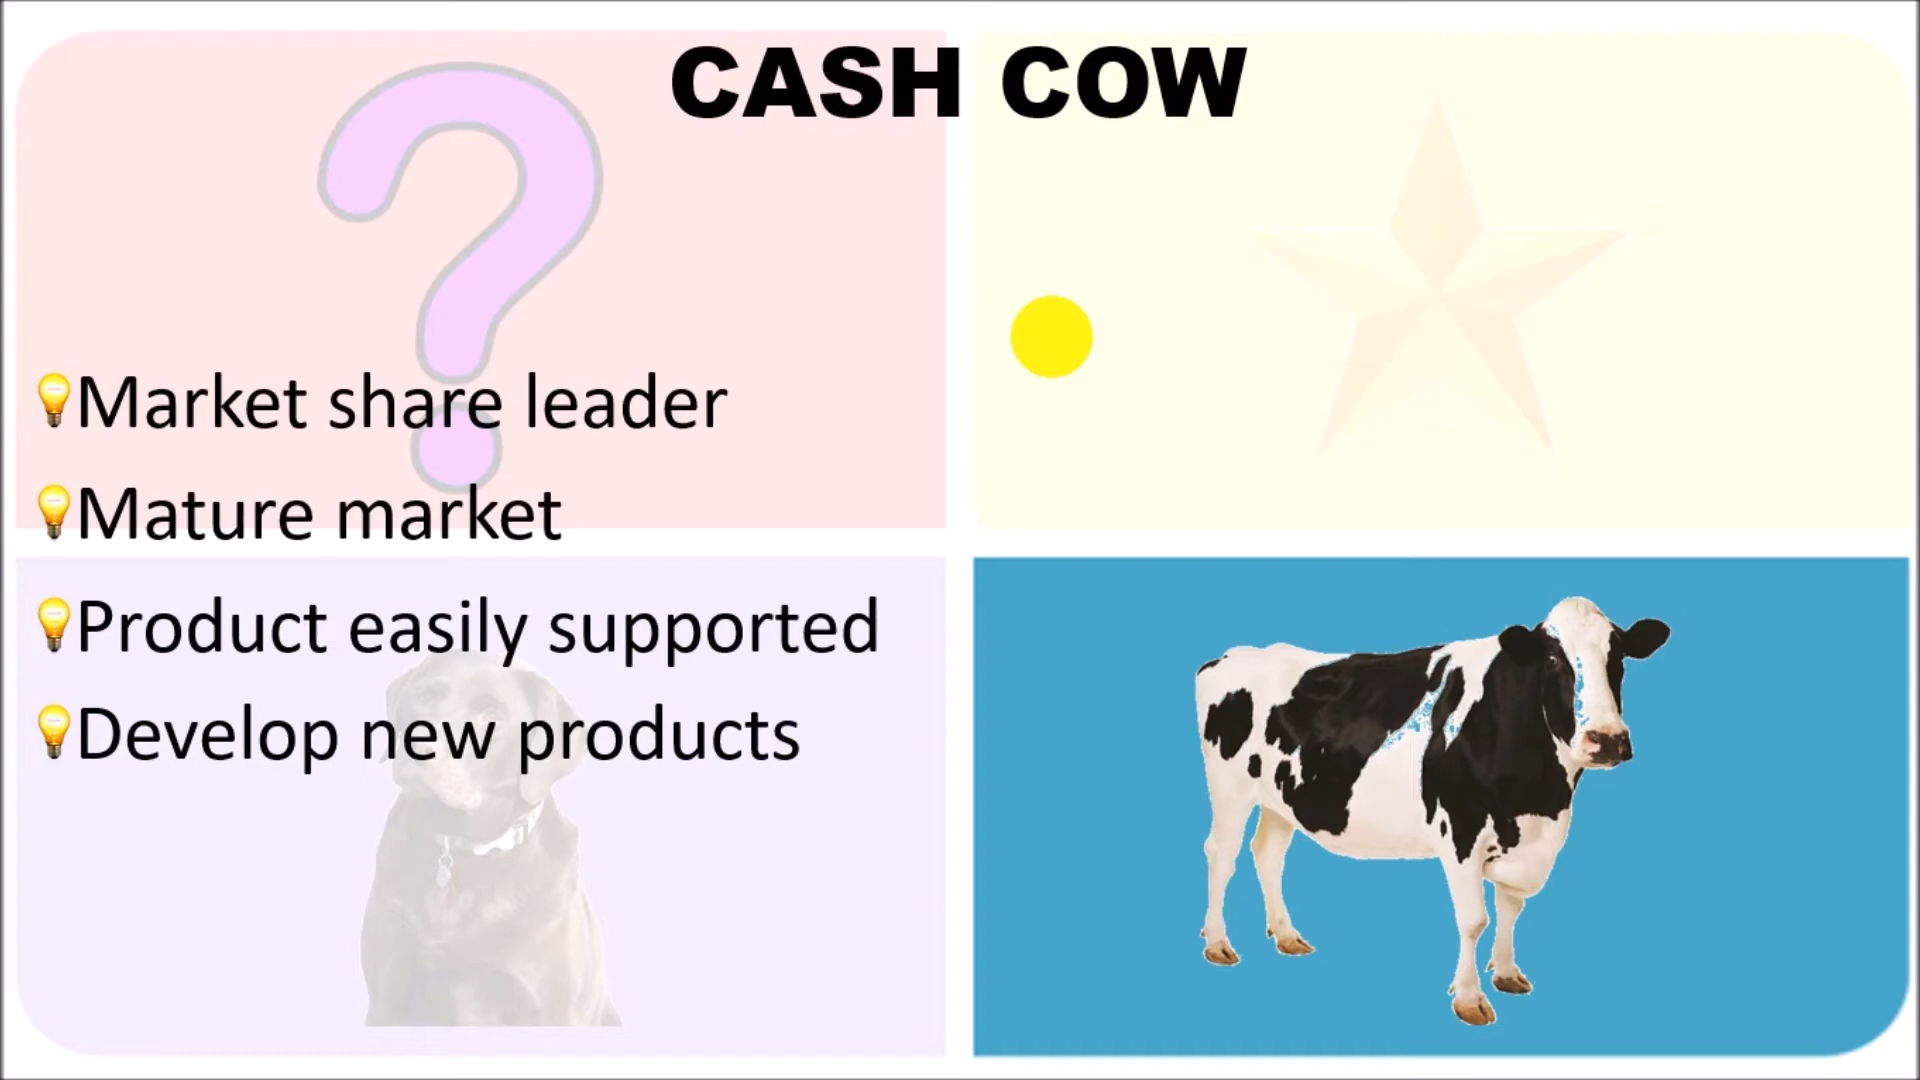 CASH COW
Market share leader
Mature market
Product easily supported
Develop new products